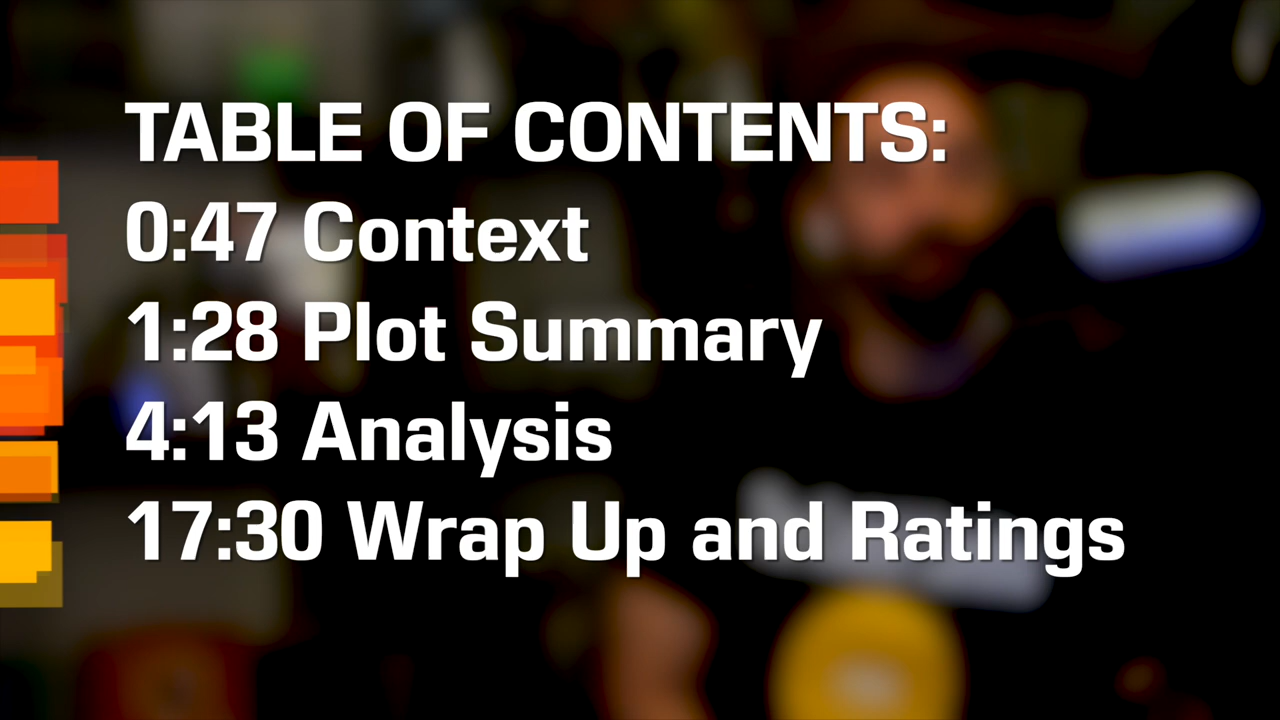 TABLE OF CONTENTS:
0:47 Context
1:28 Plot Summary
4:13 Analysis
17:30 Wrap Up and Ratings